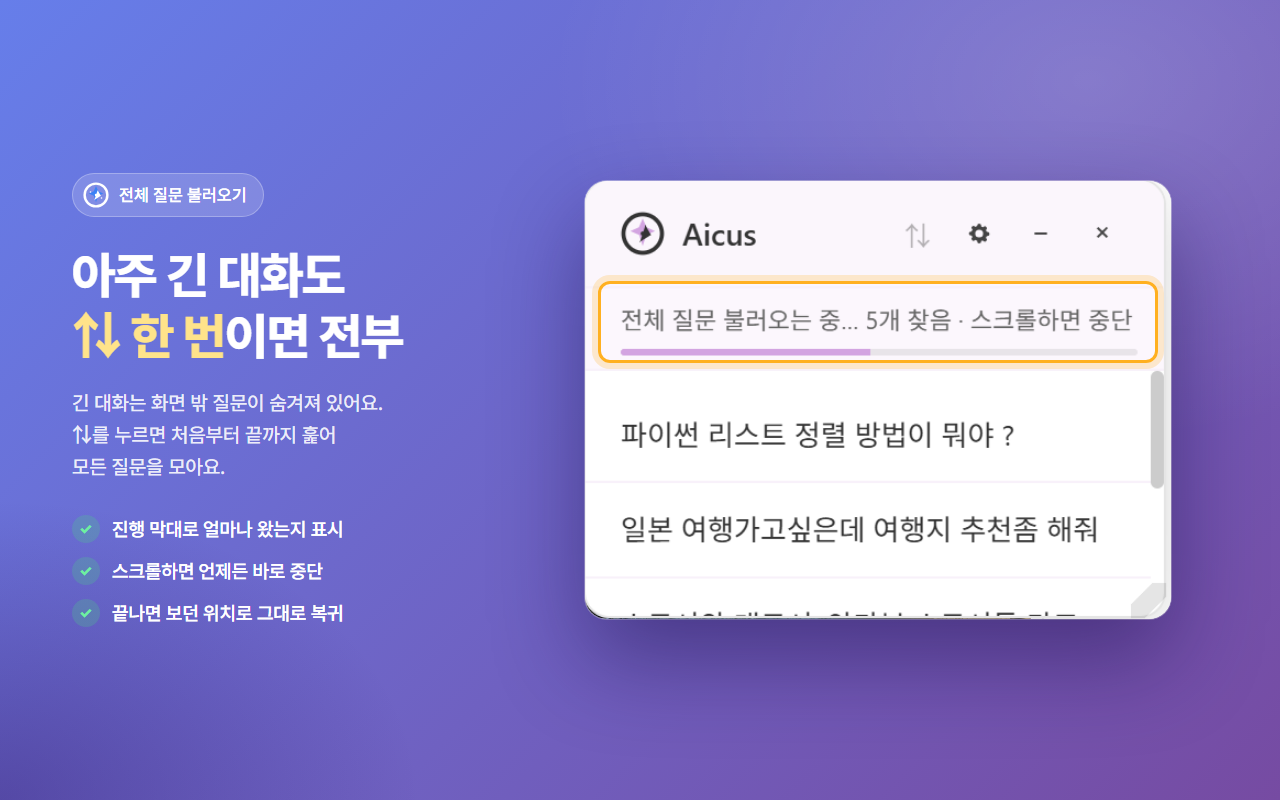 전체 질문 불러오기
아주 긴 대화도
⇅ 한 번이면 전부
긴 대화는 화면 밖 질문이 숨겨져 있어요.
⇅를 누르면 처음부터 끝까지 훑어
모든 질문을 모아요.
진행 막대로 얼마나 왔는지 표시
스크롤하면 언제든 바로 중단
끝나면 보던 위치로 그대로 복귀
Aicus
전체 질문 불러오는 중... 5개 찾음 · 스크롤하면 중단
파이썬 리스트 정렬 방법이 뭐야 ?
일본 여행가고싶은데 여행지 추천좀 해줘